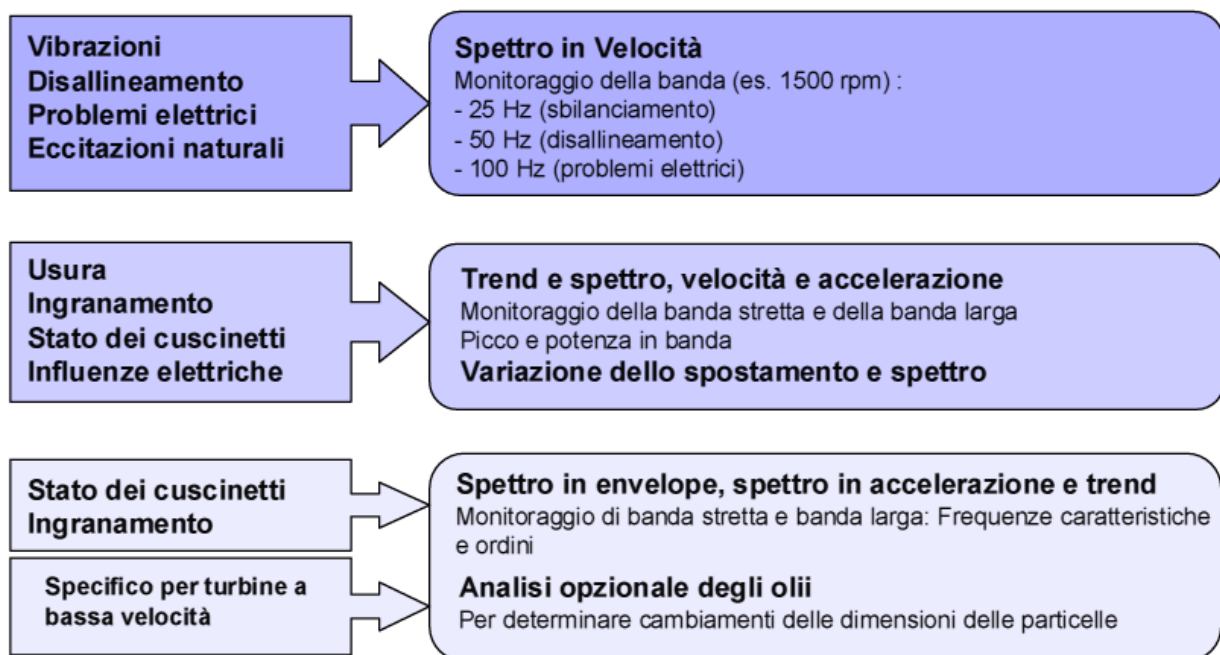 Vibrazioni
Disallineamento
Problemi elettrici
Eccitazioni naturali
Spettro in Velocità
Monitoraggio della banda (es. 1500 rpm) :
- 25 Hz (sbilanciamento)
- 50 Hz (disallineamento)
- 100 Hz (problemi elettrici)
Usura
Ingranamento
Stato dei cuscinetti
Influenze elettriche
Trend e spettro, velocità e accelerazione
Monitoraggio della banda stretta e della banda larga
Picco e potenza in banda
Variazione dello spostamento e spettro
Stato dei cuscinetti
Ingranamento
Spettro in envelope, spettro in accelerazione e trend
Monitoraggio di banda stretta e banda larga: Frequenze caratteristiche
e ordini
Specifico per turbine a
bassa velocità
Analisi opzionale degli olii
Per determinare cambiamenti delle dimensioni delle particelle